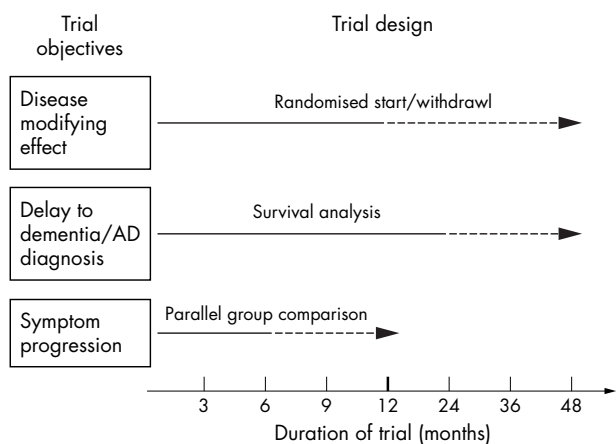 Trial
objectives
Trial design
Disease
modifying
effect
Randomised start/withdrawl
Delay to
dementia/AD
diagnosis
Survival analysis
Symptom
progression
Parallel group comparison
3 6 9 12 24 36 48
Duration of trial (months)